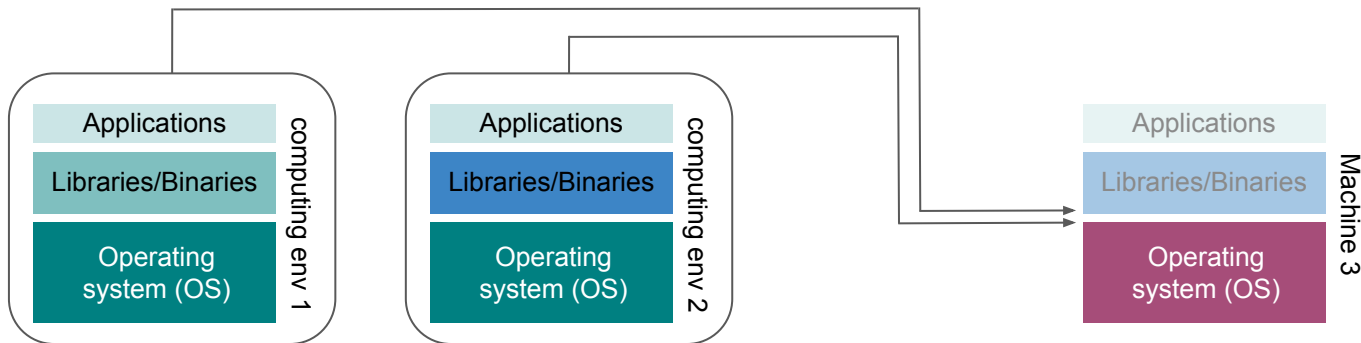 Applications
Libraries/Binaries
Operating
system (OS)
computing env 1
Applications
Libraries/Binaries
Operating
system (OS)
computing env 2
Applications
Libraries/Binaries
Operating
system (OS)
Machine 3